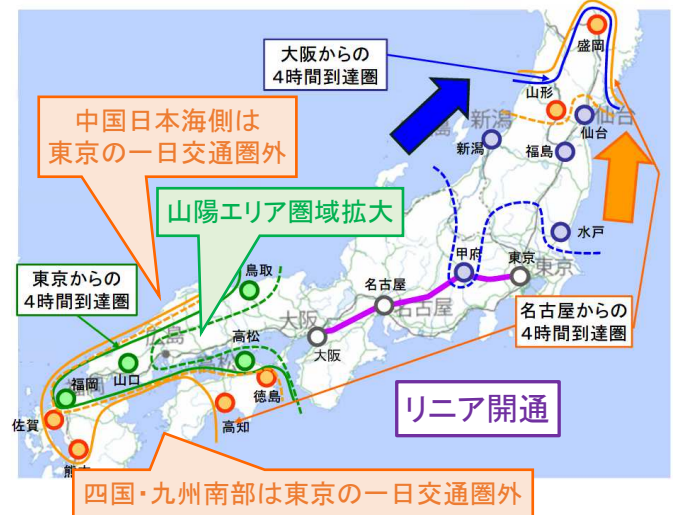 大阪からの
4時間到達圏
盛岡
山形
仙台
仙台
新潟
新潟
福島
中国日本海側は
東京の一日交通圏外
山陽エリア圏域拡大
水戸
甲府
東京
東京
東京からの
4時間到達圏
鳥取
名古屋
名古屋
名古屋からの
4時間到達圏
大阪
大阪
高松
山口
福岡
徳島
高知
佐賀
リニア開通
四国・九州南部は東京の一日交通圏外